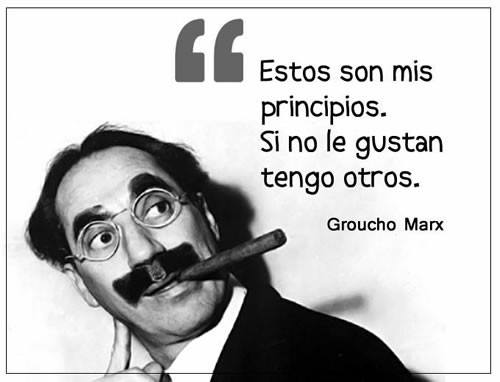 Estos son mis
principios.
Si no le gustan
tengo otros.
Groucho Marx